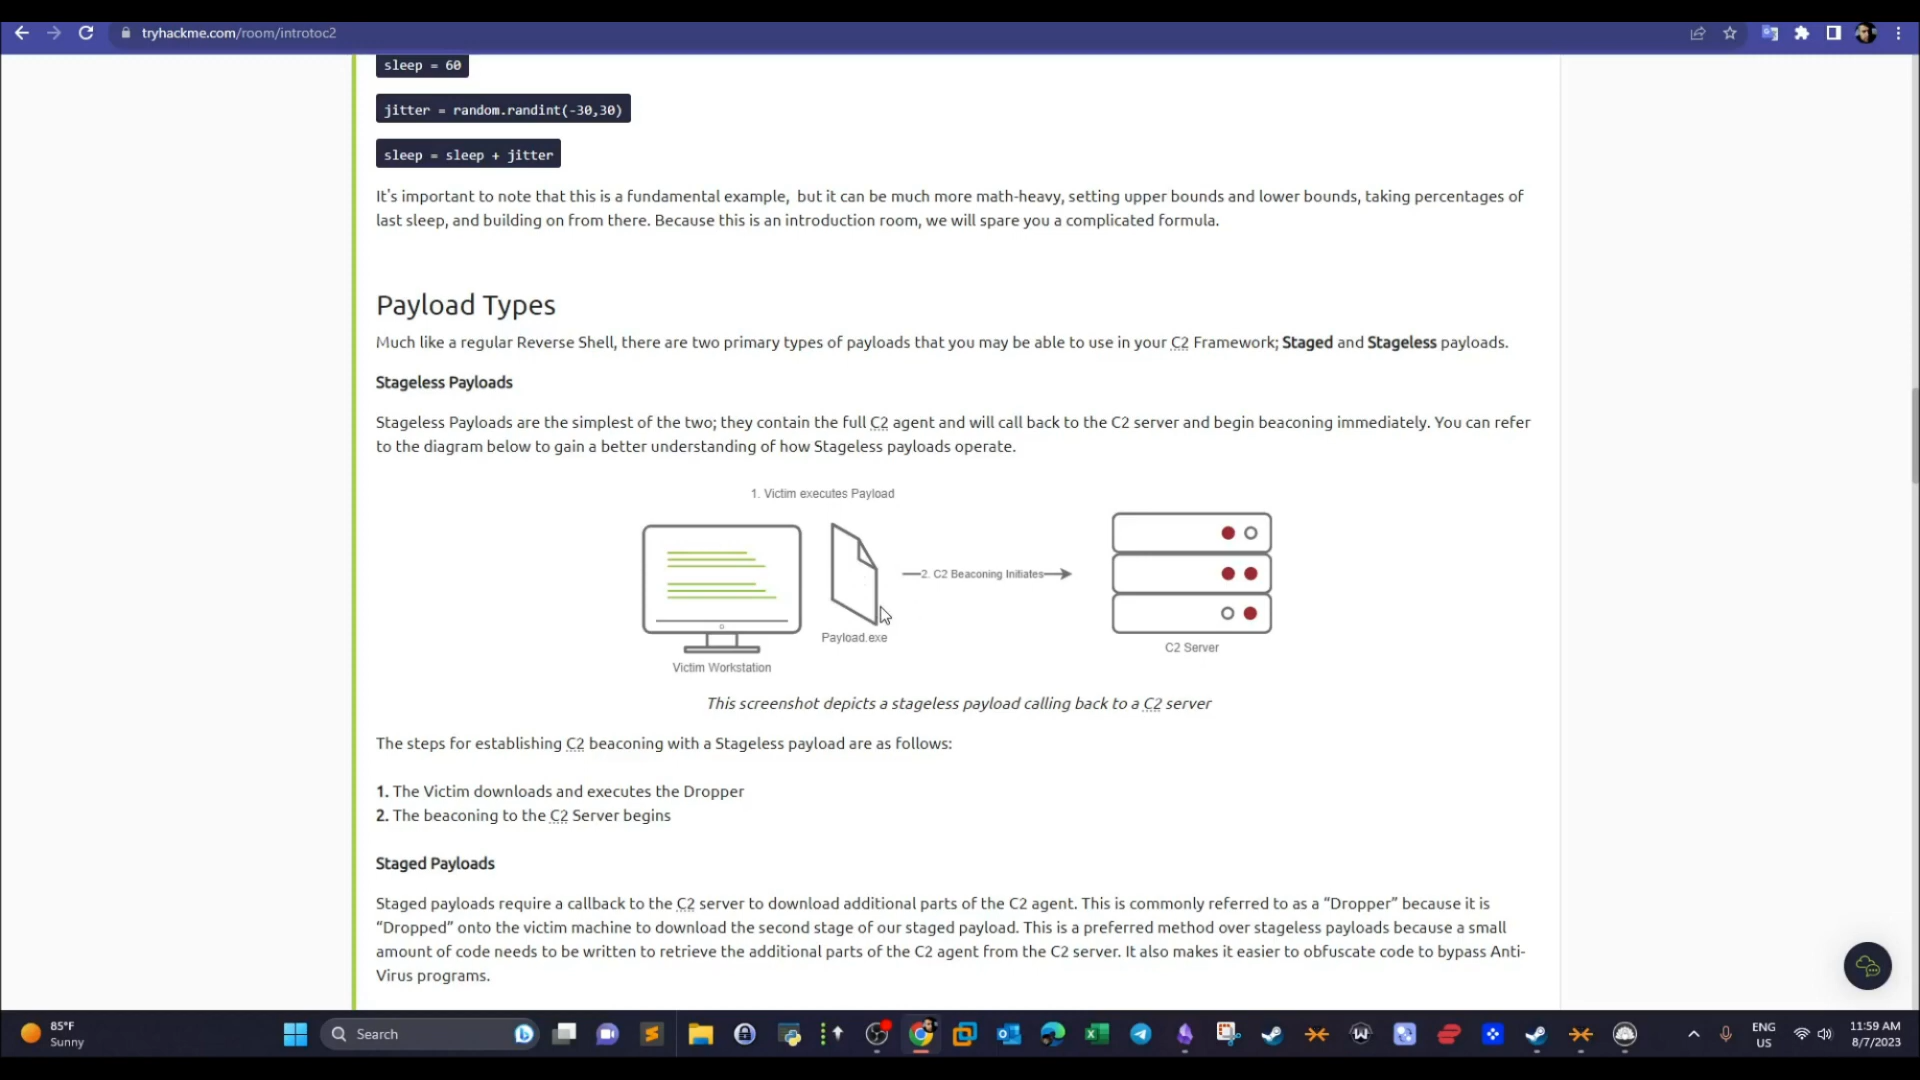 tryhackme.com/room/introtoc2
sleep = 60
jitter = random.randint(-30,30)
sleep = sleep + jitter
It's important to note that this is a fundamental example,  but it can be much more math-heavy, setting upper bounds and lower bounds, taking percentages of
last sleep, and building on from there. Because this is an introduction room, we will spare you a complicated formula.
Payload Types
Much like a regular Reverse Shell, there are two primary types of payloads that you may be able to use in your C2 Framework; Staged and Stageless payloads.
Stageless Payloads
Stageless Payloads are the simplest of the two; they contain the full C2 agent and will call back to the C2 server and begin beaconing immediately. You can refer
to the diagram below to gain a better understanding of how Stageless payloads operate.
1. Victim executes Payload
2. C2 Beaconing Initiates
Payload.exe
C2 Server
Victim Workstation
This screenshot depicts a stageless payload calling back to a C2 server
The steps for establishing C2 beaconing with a Stageless payload are as follows:
1. The Victim downloads and executes the Dropper
2. The beaconing to the C2 Server begins
Staged Payloads
Staged payloads require a callback to the C2 server to download additional parts of the C2 agent. This is commonly referred to as a “Dropper” because it is
“Dropped” onto the victim machine to download the second stage of our staged payload. This is a preferred method over stageless payloads because a small
amount of code needs to be written to retrieve the additional parts of the C2 agent from the C2 server. It also makes it easier to obfuscate code to bypass Anti-
Virus programs.
85°F
Sunny
Search
ENG
US
11:59 AM
8/7/2023